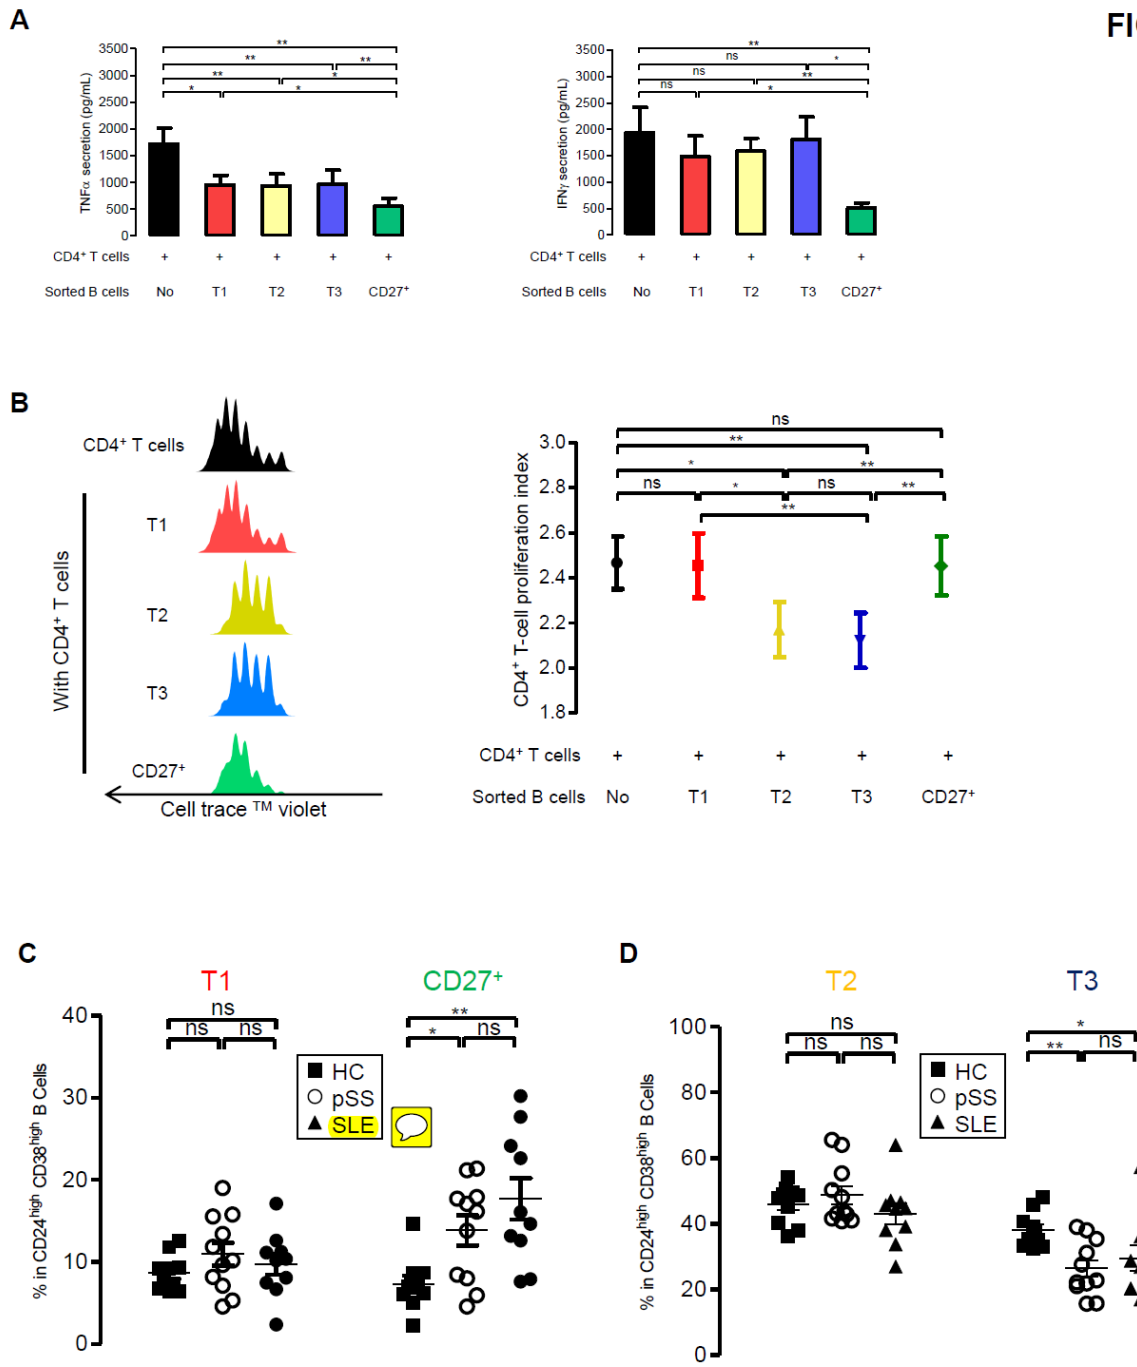 A
FI
3500
3000
2500
2000
1500
1000
500
0
TNFα secretion (pg/mL)
**
** **
** *
* *
CD4⁺ T cells + + + + +
Sorted B cells No T1 T2 T3 CD27⁺
3500
3000
2500
2000
1500
1000
500
0
IFNγ secretion (pg/mL)
**
ns *
ns **
ns *
CD4⁺ T cells + + + + +
Sorted B cells No T1 T2 T3 CD27⁺
B
CD4⁺ T cells
With CD4⁺ T cells
T1
T2
T3
CD27⁺
Cell trace ™ violet
CD4⁺ T-cell proliferation index
3.0
2.8
2.6
2.4
2.2
2.0
1.8
ns
**
* **
ns * ns **
**
CD4⁺ T cells + + + + +
Sorted B cells No T1 T2 T3 CD27⁺
C
T1 CD27⁺
% in CD24ʰⁱᵍʰ CD38ʰⁱᵍʰ B Cells
40
30
20
10
0
ns
ns ns
**
* ns
HC
pSS
SLE
D
T2 T3
% in CD24ʰⁱᵍʰ CD38ʰⁱᵍʰ B Cells
100
80
60
40
20
0
ns
ns ns
*
** ns
HC
pSS
SLE